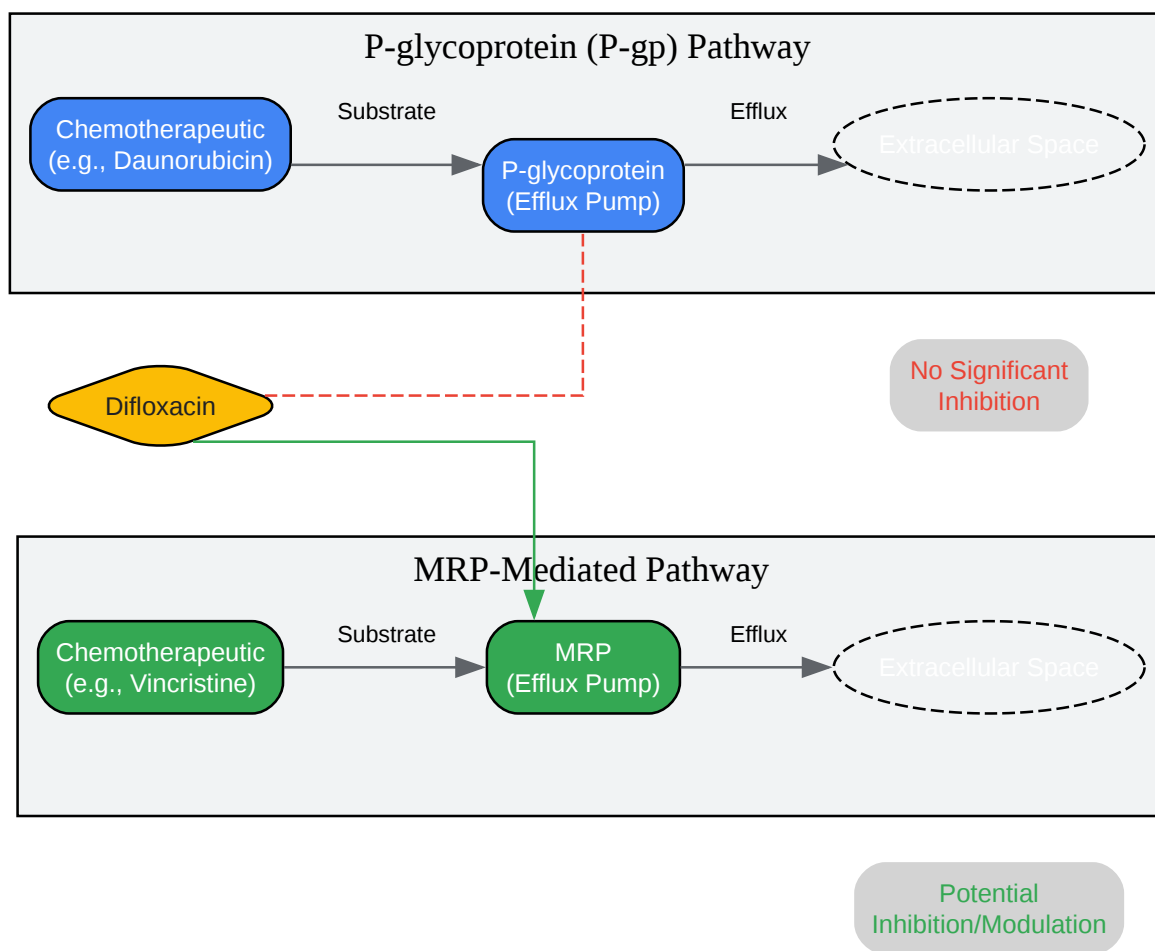 P-glycoprotein (P-gp) Pathway
Substrate
Efflux
Chemotherapeutic
(e.g., Daunorubicin)
P-glycoprotein
(Efflux Pump)
Extracellular Space
No Significant
Inhibition
Difloxacin
MRP-Mediated Pathway
Substrate
Efflux
Chemotherapeutic
(e.g., Vincristine)
MRP
(Efflux Pump)
Extracellular Space
Potential
Inhibition/Modulation